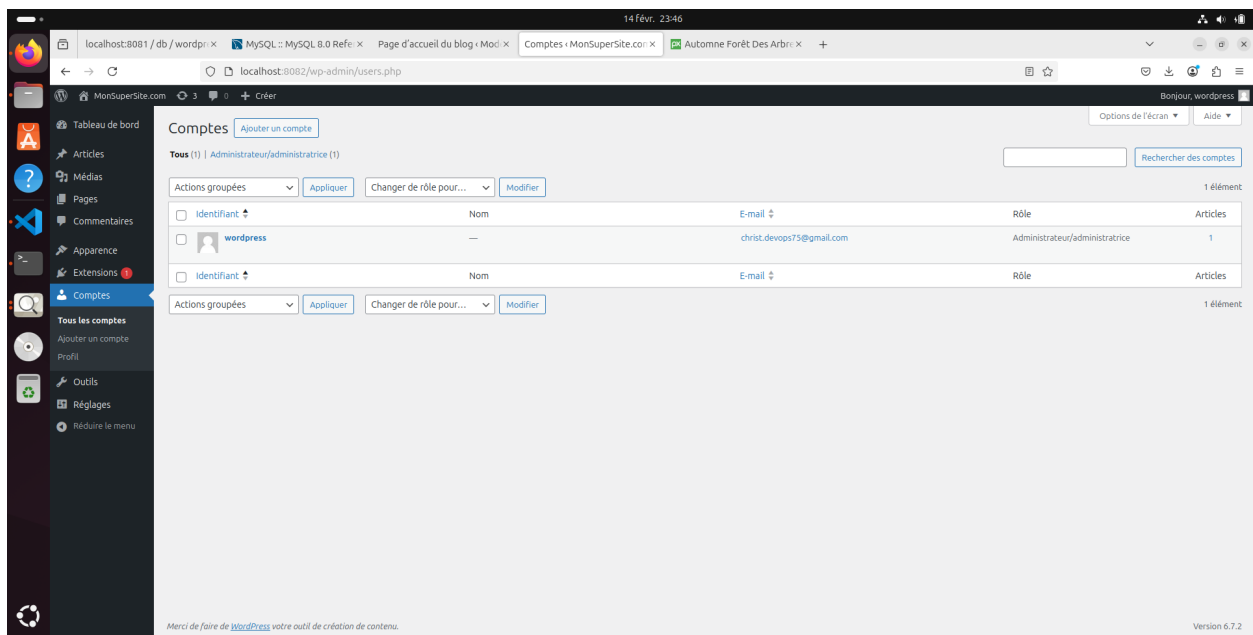 14 févr. 23:46
localhost:8081 / db / wordpre
MySQL :: MySQL 8.0 Refer
Page d'accueil du blog ‹ Modi
Comptes ‹ MonSuperSite.con
Automne Forêt Des Arbre
localhost:8082/wp-admin/users.php
MonSuperSite.com 3 0 + Créer
Bonjour, wordpress
Tableau de bord
Articles
Médias
Pages
Commentaires
Apparence
Extensions 1
Comptes
Tous les comptes
Ajouter un compte
Profil
Outils
Réglages
Réduire le menu
Options de l'écran ▼ Aide ▼
Comptes Ajouter un compte
Tous (1) | Administrateur/administratrice (1)
Rechercher des comptes
Actions groupées Appliquer Changer de rôle pour... Modifier 1 élément
Identifiant Nom E-mail Rôle Articles
wordpress — christ.devops75@gmail.com Administrateur/administratrice 1
Identifiant Nom E-mail Rôle Articles
Actions groupées Appliquer Changer de rôle pour... Modifier 1 élément
Merci de faire de WordPress votre outil de création de contenu. Version 6.7.2